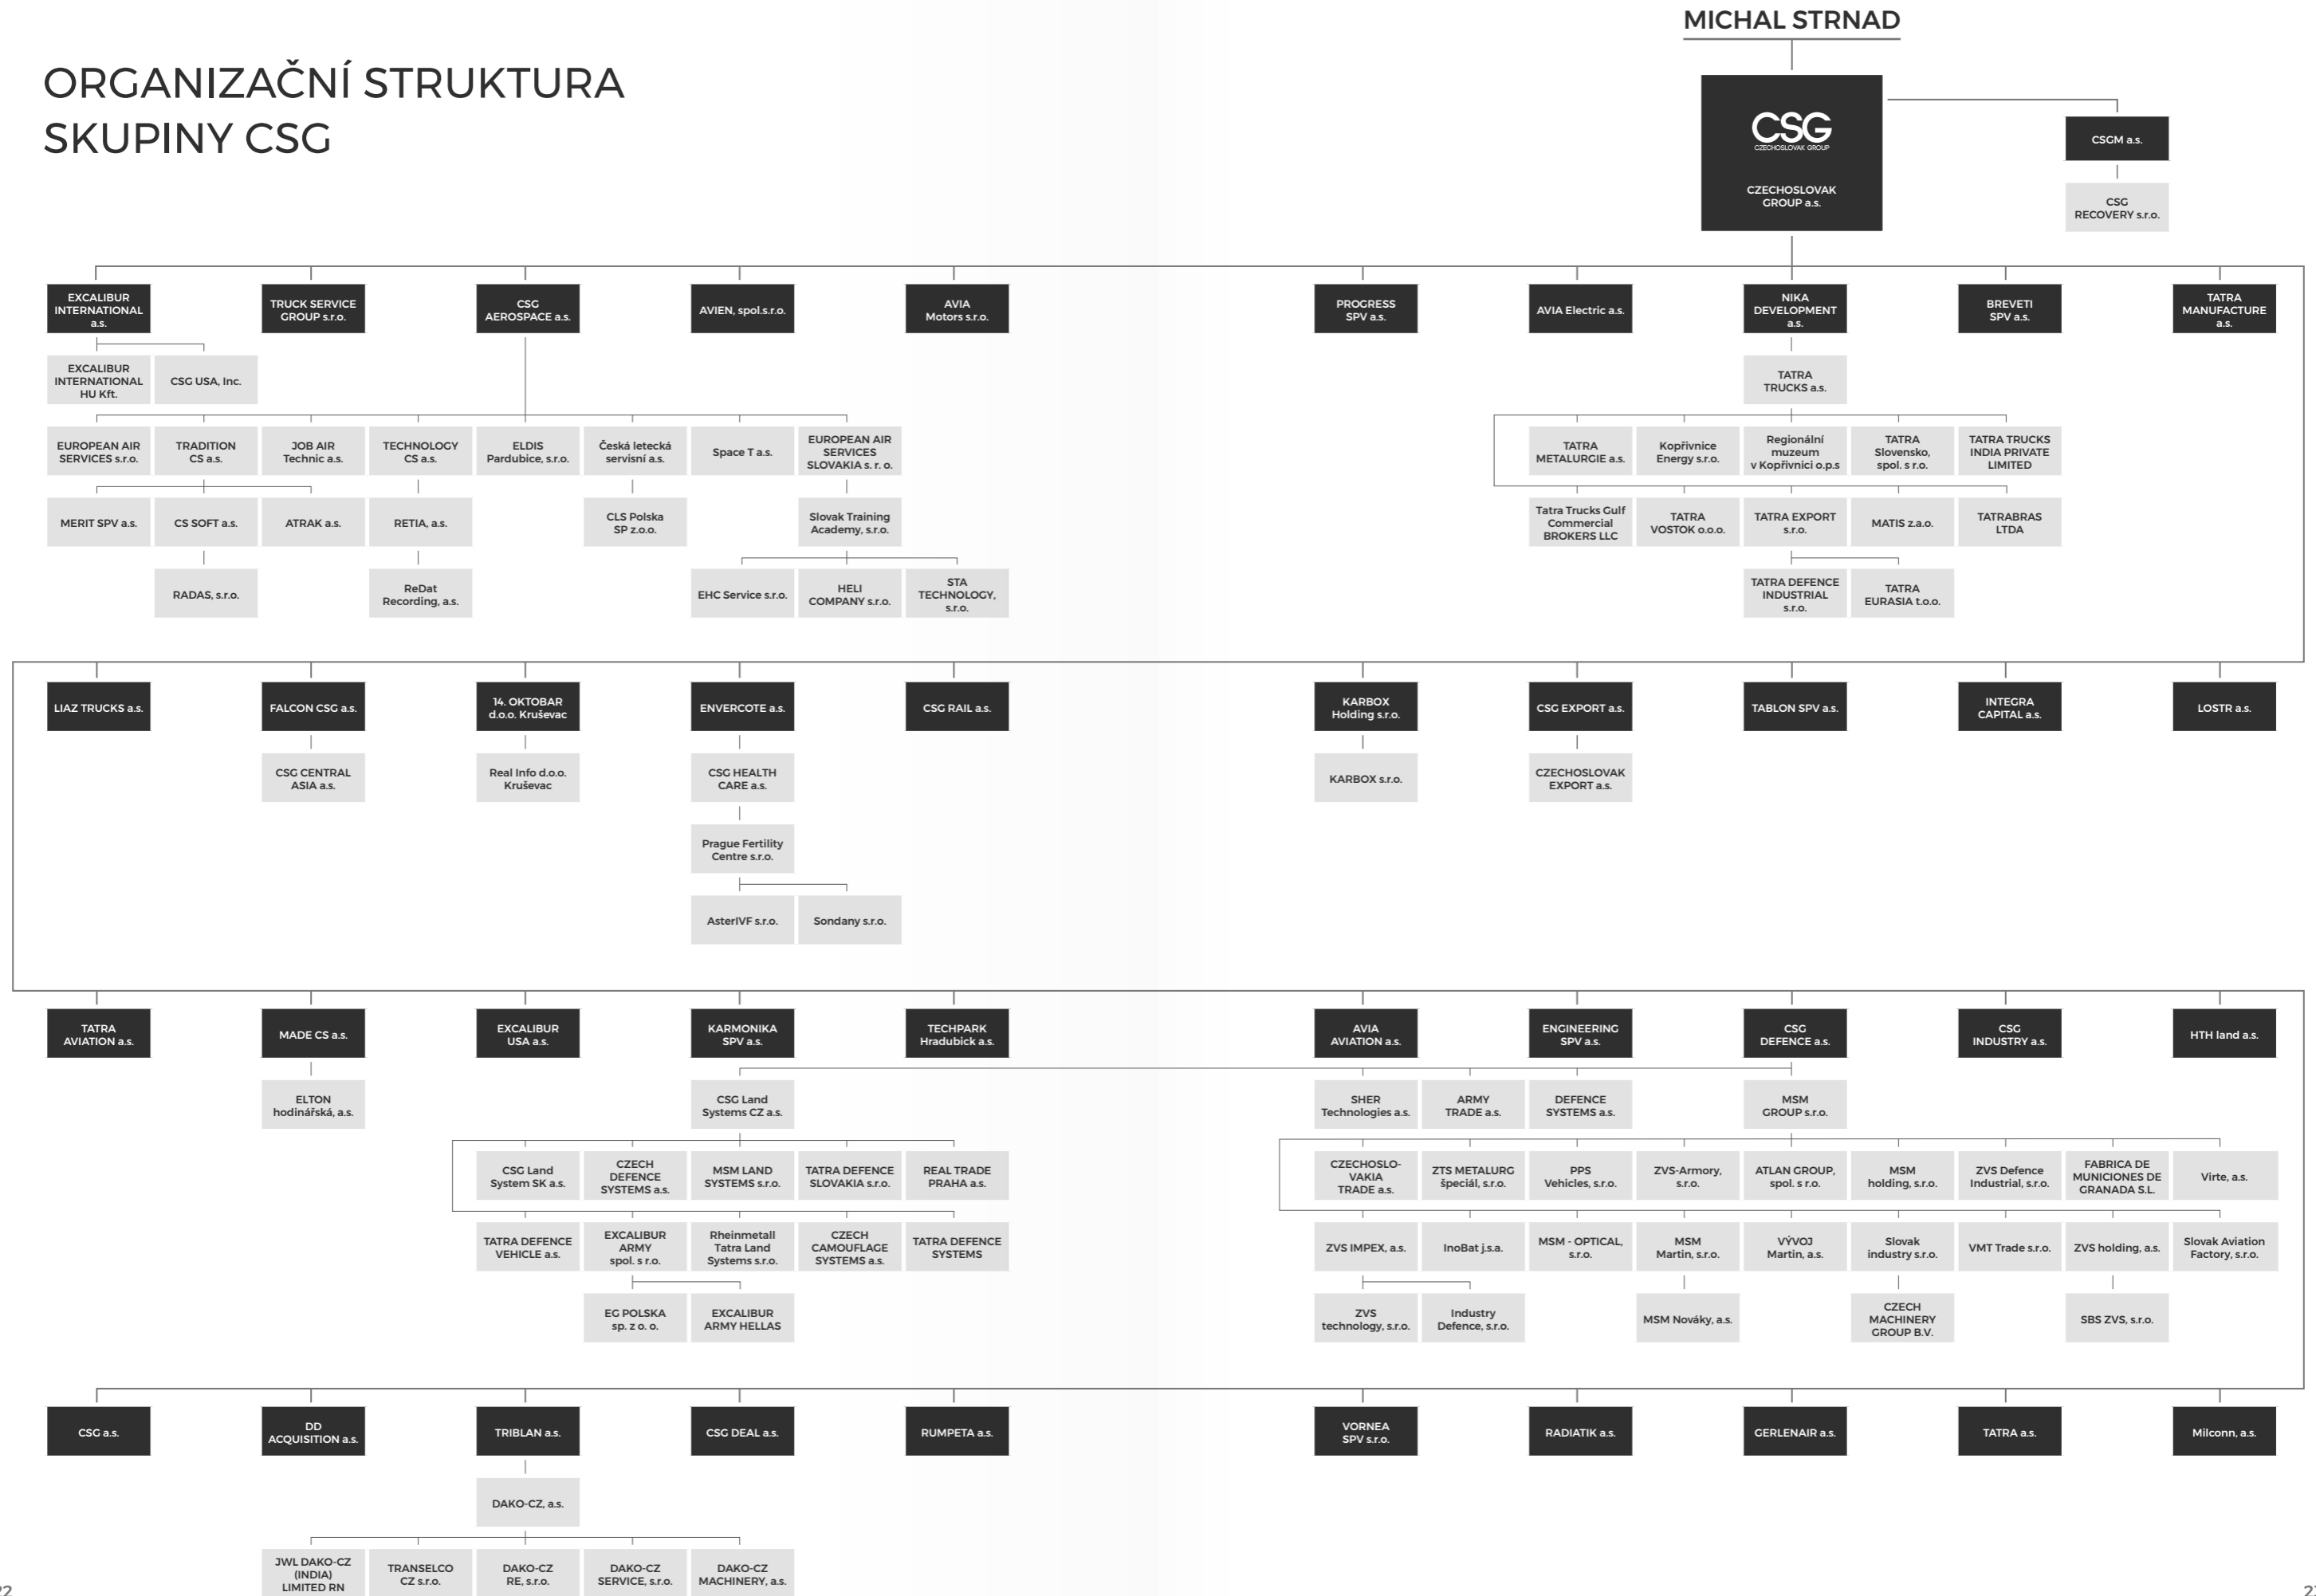 MICHAL STRNAD
ORGANIZAČNÍ STRUKTURA
SKUPINY CSG
CSG
CZECHOSLOVAK GROUP
CZECHOSLOVAK
GROUP a.s.
CSGM a.s.
CSG
RECOVERY s.r.o.
EXCALIBUR
INTERNATIONAL
a.s.
TRUCK SERVICE
GROUP s.r.o.
CSG
AEROSPACE a.s.
AVIEN, spol.s.r.o.
AVIA
Motors s.r.o.
PROGRESS
SPV a.s.
AVIA Electric a.s.
NIKA
DEVELOPMENT
a.s.
BREVETI
SPV a.s.
TATRA
MANUFACTURE
a.s.
EXCALIBUR
INTERNATIONAL
HU Kft.
CSG USA, Inc.
TATRA
TRUCKS a.s.
EUROPEAN AIR
SERVICES s.r.o.
TRADITION
CS a.s.
JOB AIR
Technic a.s.
TECHNOLOGY
CS a.s.
ELDIS
Pardubice, s.r.o.
Česká letecká
servisní a.s.
Space T a.s.
EUROPEAN AIR
SERVICES
SLOVAKIA s. r. o.
TATRA
METALURGIE a.s.
Kopřivnice
Energy s.r.o.
Regionální
muzeum
v Kopřivnici o.p.s
TATRA
Slovensko,
spol. s r.o.
TATRA TRUCKS
INDIA PRIVATE
LIMITED
MERIT SPV a.s.
CS SOFT a.s.
ATRAK a.s.
RETIA, a.s.
CLS Polska
SP z.o.o.
Slovak Training
Academy, s.r.o.
Tatra Trucks Gulf
Commercial
BROKERS LLC
TATRA
VOSTOK o.o.o.
TATRA EXPORT
s.r.o.
MATIS z.a.o.
TATRABRAS
LTDA
RADAS, s.r.o.
ReDat
Recording, a.s.
EHC Service s.r.o.
HELI
COMPANY s.r.o.
STA
TECHNOLOGY,
s.r.o.
TATRA DEFENCE
INDUSTRIAL
s.r.o.
TATRA
EURASIA t.o.o.
LIAZ TRUCKS a.s.
FALCON CSG a.s.
14. OKTOBAR
d.o.o. Kruševac
ENVERCOTE a.s.
CSG RAIL a.s.
KARBOX
Holding s.r.o.
CSG EXPORT a.s.
TABLON SPV a.s.
INTEGRA
CAPITAL a.s.
LOSTR a.s.
CSG CENTRAL
ASIA a.s.
Real Info d.o.o.
Kruševac
CSG HEALTH
CARE a.s.
KARBOX s.r.o.
CZECHOSLOVAK
EXPORT a.s.
Prague Fertility
Centre s.r.o.
AsterIVF s.r.o.
Sondany s.r.o.
TATRA
AVIATION a.s.
MADE CS a.s.
EXCALIBUR
USA a.s.
KARMONIKA
SPV a.s.
TECHPARK
Hradubick a.s.
AVIA
AVIATION a.s.
ENGINEERING
SPV a.s.
CSG
DEFENCE a.s.
CSG
INDUSTRY a.s.
HTH land a.s.
ELTON
hodinářská, a.s.
CSG Land
Systems CZ a.s.
SHER
Technologies a.s.
ARMY
TRADE a.s.
DEFENCE
SYSTEMS a.s.
MSM
GROUP s.r.o.
CSG Land
System SK a.s.
CZECH
DEFENCE
SYSTEMS a.s.
MSM LAND
SYSTEMS s.r.o.
TATRA DEFENCE
SLOVAKIA s.r.o.
REAL TRADE
PRAHA a.s.
CZECHOSLO-
VAKIA
TRADE a.s.
ZTS METALURG
špeciál, s.r.o.
PPS
Vehicles, s.r.o.
ZVS-Armory,
s.r.o.
ATLAN GROUP,
spol. s r.o.
MSM
holding, s.r.o.
ZVS Defence
Industrial, s.r.o.
FABRICA DE
MUNICIONES DE
GRANADA S.L.
Virte, a.s.
TATRA DEFENCE
VEHICLE a.s.
EXCALIBUR
ARMY
spol. s r.o.
Rheinmetall
Tatra Land
Systems s.r.o.
CZECH
CAMOUFLAGE
SYSTEMS a.s.
TATRA DEFENCE
SYSTEMS
ZVS IMPEX, a.s.
InoBat j.s.a.
MSM - OPTICAL,
s.r.o.
MSM
Martin, s.r.o.
VÝVOJ
Martin, a.s.
Slovak
industry s.r.o.
VMT Trade s.r.o.
ZVS holding, a.s.
Slovak Aviation
Factory, s.r.o.
EG POLSKA
sp. z o. o.
EXCALIBUR
ARMY HELLAS
ZVS
technology, s.r.o.
Industry
Defence, s.r.o.
MSM Nováky, a.s.
CZECH
MACHINERY
GROUP B.V.
SBS ZVS, s.r.o.
CSG a.s.
DD
ACQUISITION a.s.
TRIBLAN a.s.
CSG DEAL a.s.
RUMPETA a.s.
VORNEA
SPV s.r.o.
RADIATIK a.s.
GERLENAIR a.s.
TATRA a.s.
Milconn, a.s.
DAKO-CZ, a.s.
JWL DAKO-CZ
(INDIA)
LIMITED RN
TRANSELCO
CZ s.r.o.
DAKO-CZ
RE, s.r.o.
DAKO-CZ
SERVICE, s.r.o.
DAKO-CZ
MACHINERY, a.s.